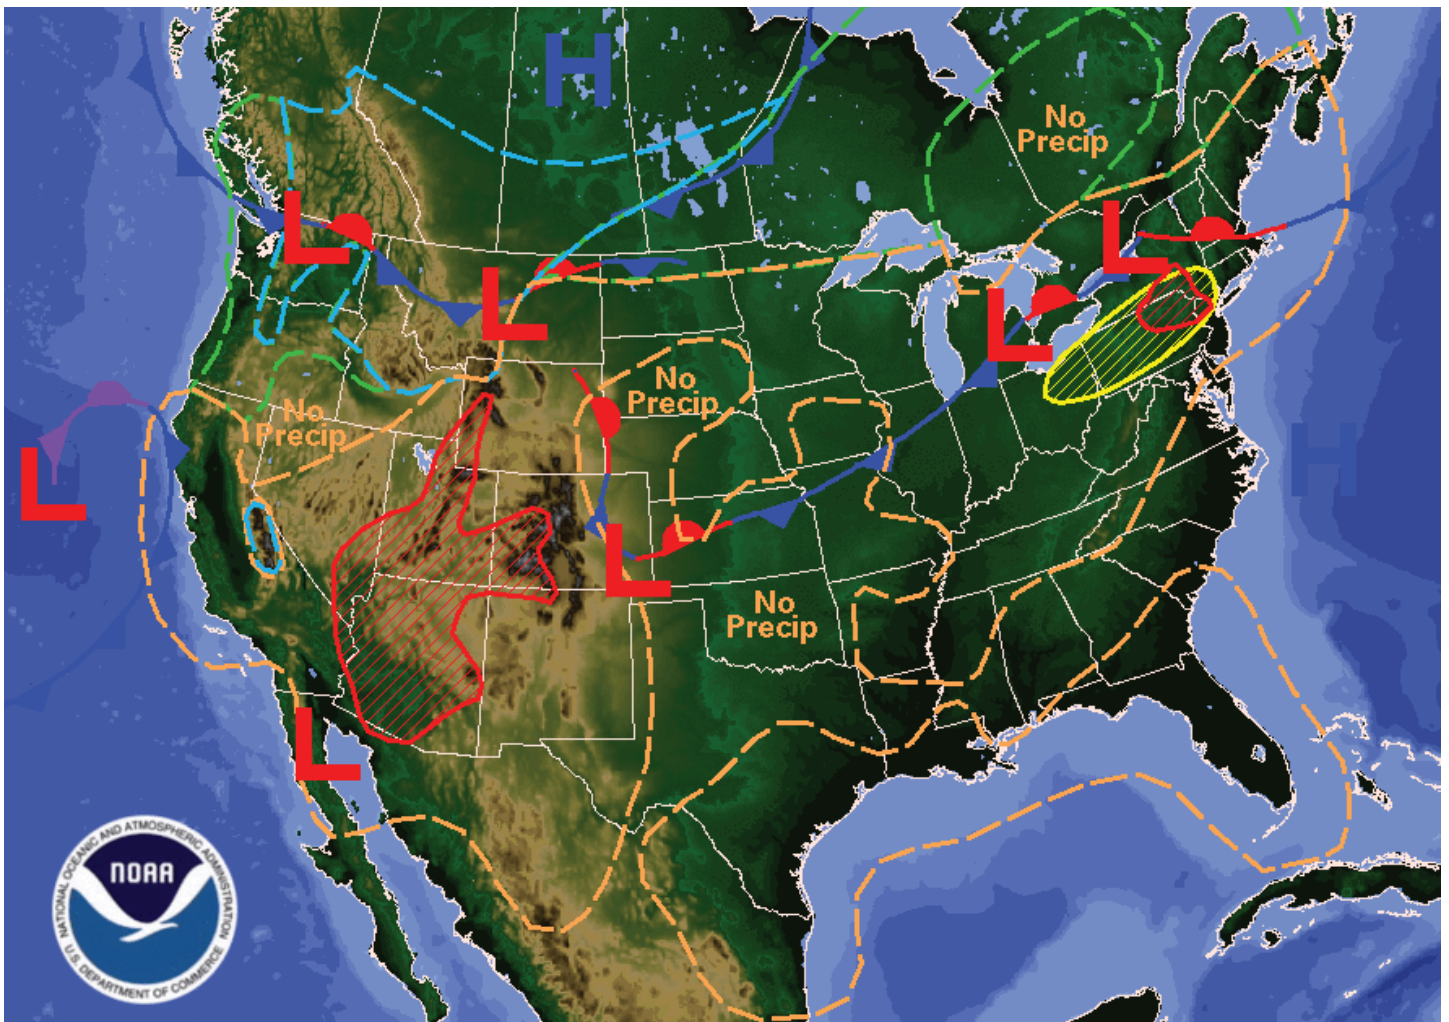 H
No
Precip
L
L
L
L
No
Precip
No
Precip
L
H
L
No
Precip
L
NATIONAL OCEANIC AND ATMOSPHERIC ADMINISTRATION
NOAA
U.S. DEPARTMENT OF COMMERCE